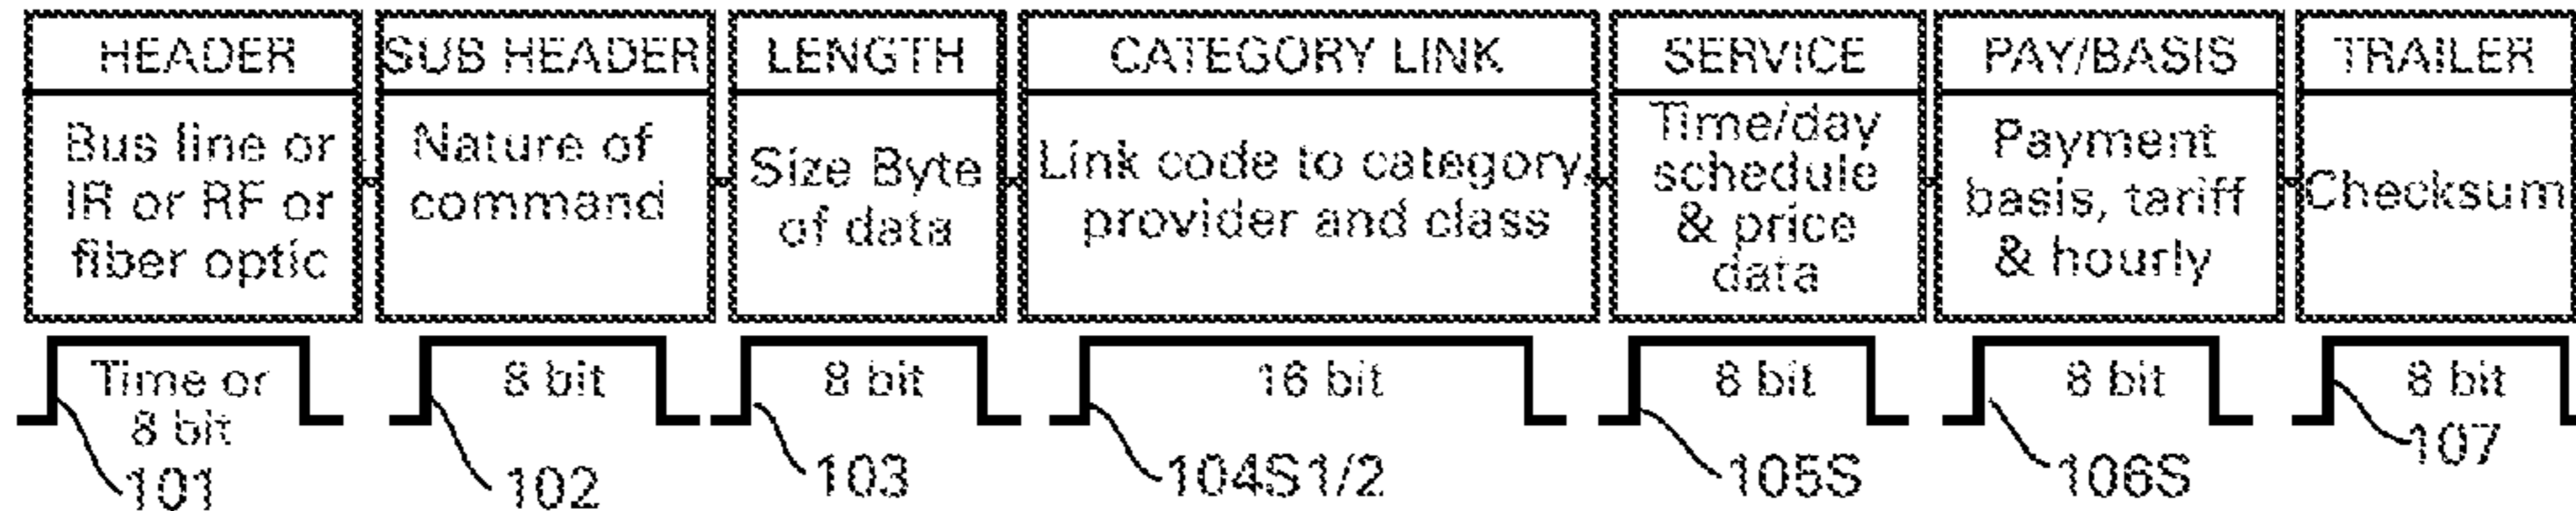 HEADER
Bus line or
IR or RF or
fiber optic
Time or
8 bit
101
SUB HEADER
Nature of
command
8 bit
102
LENGTH
Size Byte
of data
8 bit
103
CATEGORY LINK
Link code to category,
provider and class
16 bit
104S1/2
SERVICE
Time/day
schedule
& price
data
8 bit
105S
PAY/BASIS
Payment
basis, tariff
& hourly
8 bit
106S
TRAILER
Checksum
8 bit
107